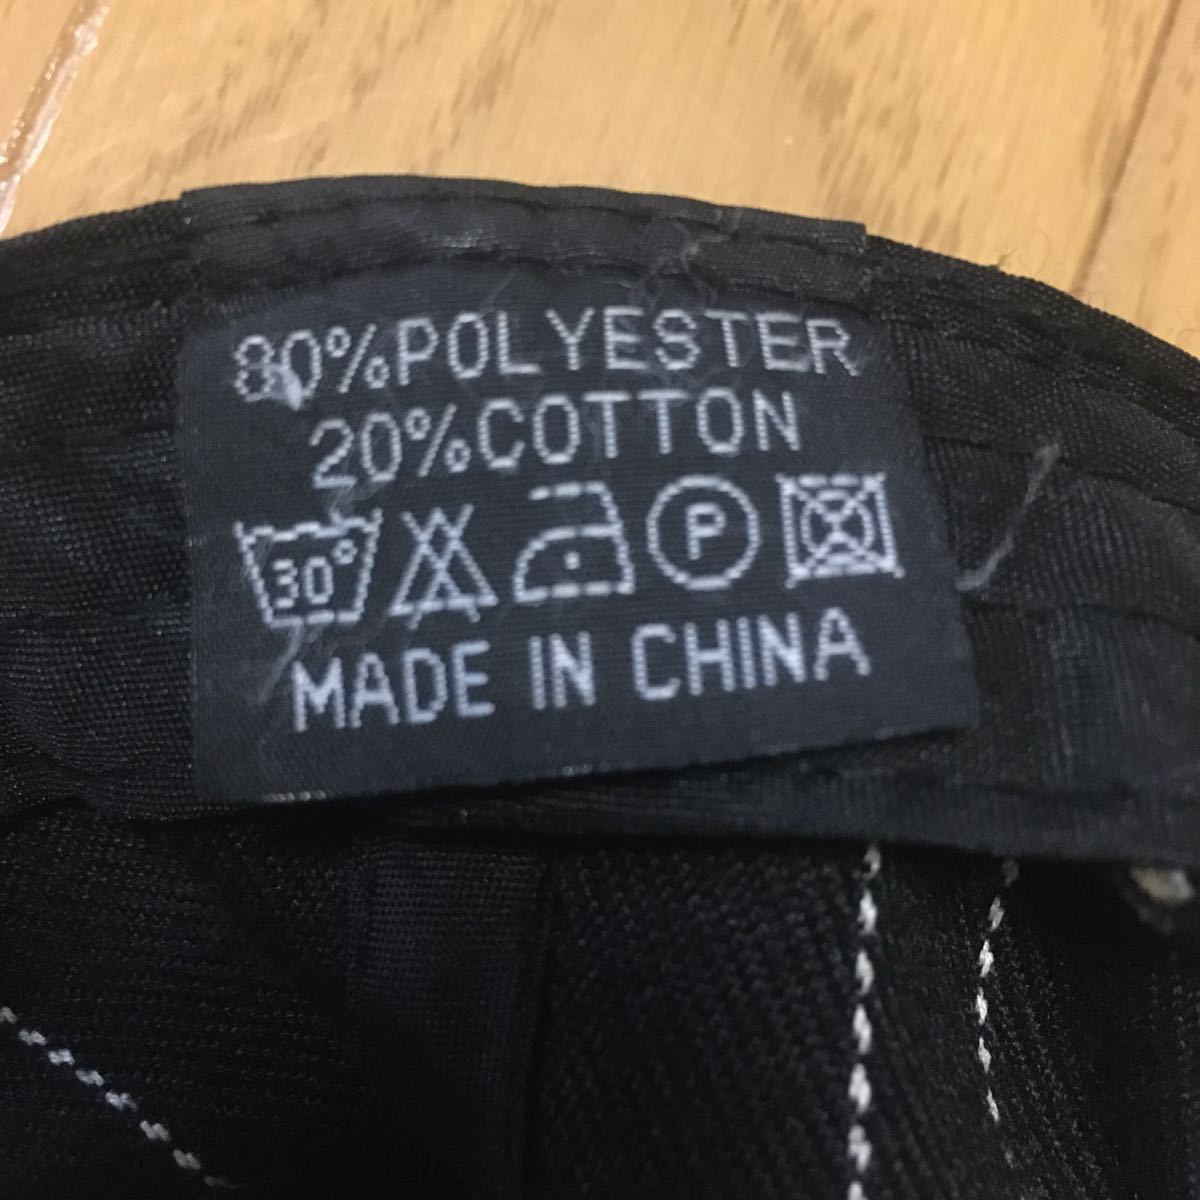 80%POLYESTER
20%COTTON
30° P
MADE IN CHINA